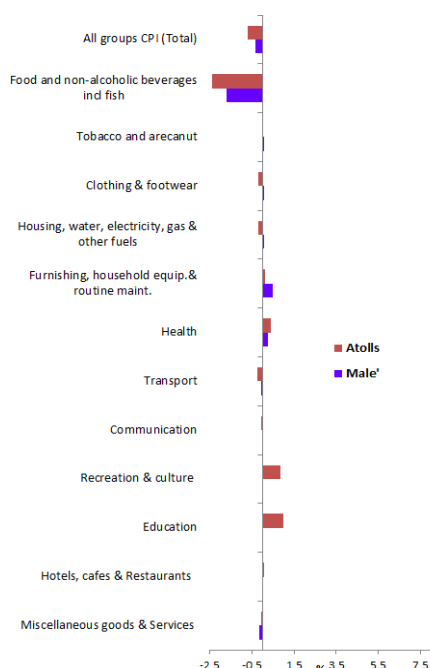 All groups CPI (Total)
Food and non-alcoholic beverages
incl fish
Tobacco and arecanut
Clothing & footwear
Housing, water, electricity, gas &
other fuels
Furnishing, household equip.&
routine maint.
Health
Atolls
Male'
Transport
Communication
Recreation & culture
Education
Hotels, cafes & Restaurants
Miscellaneous goods & Services
-2.5 -0.5 1.5 % 3.5 5.5 7.5